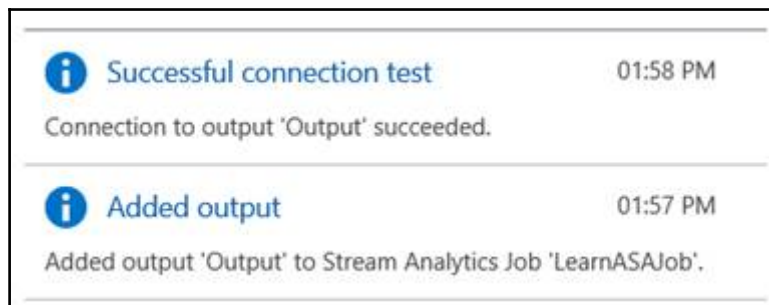 Successful connection test 01:58 PM
Connection to output 'Output' succeeded.
Added output 01:57 PM
Added output 'Output' to Stream Analytics Job 'LearnASAJob'.